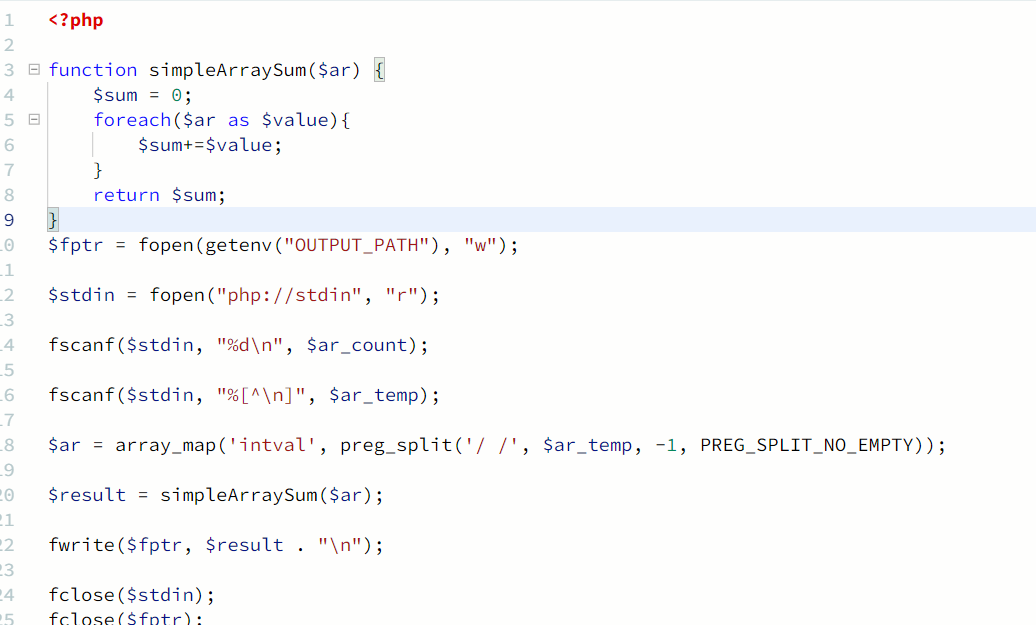 1 <?php
2
3 function simpleArraySum($ar) {
4 $sum = 0;
5 foreach($ar as $value){
6 $sum+=$value;
7 }
8 return $sum;
9 }
10 $fptr = fopen(getenv("OUTPUT_PATH"), "w");
11
12 $stdin = fopen("php://stdin", "r");
13
14 fscanf($stdin, "%d\n", $ar_count);
15
16 fscanf($stdin, "%[^\n]", $ar_temp);
17
18 $ar = array_map('intval', preg_split('/ /', $ar_temp, -1, PREG_SPLIT_NO_EMPTY));
19
20 $result = simpleArraySum($ar);
21
22 fwrite($fptr, $result . "\n");
23
24 fclose($stdin);
25 fclose($fptr);